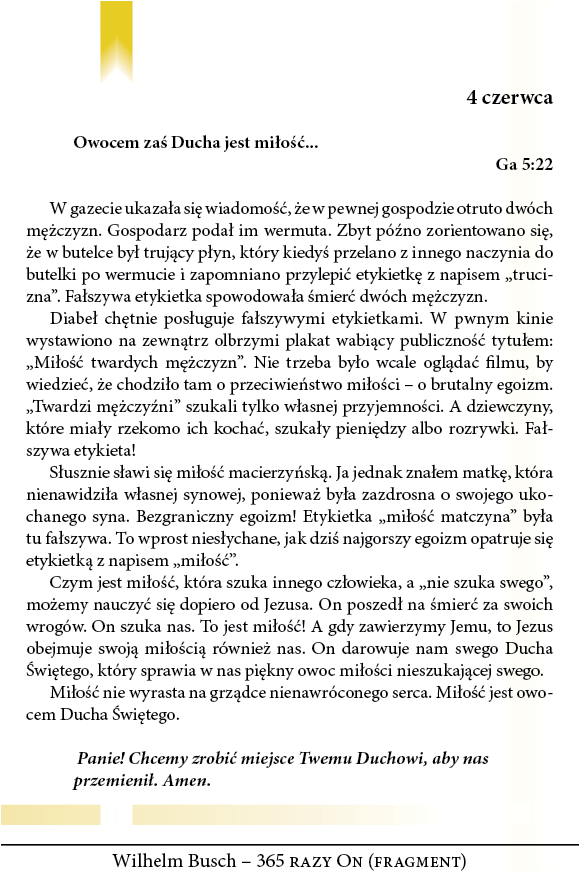 4 czerwca
Owocem zaś Ducha jest miłość...
Ga 5:22
W gazecie ukazała się wiadomość, że w pewnej gospodzie otruto dwóch
mężczyzn. Gospodarz podał im wermuta. Zbyt późno zorientowano się,
że w butelce był trujący płyn, który kiedyś przelano z innego naczynia do
butelki po wermucie i zapomniano przylepić etykietkę z napisem „truci-
zna”. Fałszywa etykietka spowodowała śmierć dwóch mężczyzn.
Diabeł chętnie posługuje fałszywymi etykietkami. W pwnym kinie
wystawiono na zewnątrz olbrzymi plakat wabiący publiczność tytułem:
„Miłość twardych mężczyzn”. Nie trzeba było wcale oglądać filmu, by
wiedzieć, że chodziło tam o przeciwieństwo miłości – o brutalny egoizm.
„Twardzi mężczyźni” szukali tylko własnej przyjemności. A dziewczyny,
które miały rzekomo ich kochać, szukały pieniędzy albo rozrywki. Fał-
szywa etykieta!
Słusznie sławi się miłość macierzyńską. Ja jednak znałem matkę, która
nienawidziła własnej synowej, ponieważ była zazdrosna o swojego uko-
chanego syna. Bezgraniczny egoizm! Etykietka „miłość matczyna” była
tu fałszywa. To wprost niesłychane, jak dziś najgorszy egoizm opatruje się
etykietką z napisem „miłość”.
Czym jest miłość, która szuka innego człowieka, a „nie szuka swego”,
możemy nauczyć się dopiero od Jezusa. On poszedł na śmierć za swoich
wrogów. On szuka nas. To jest miłość! A gdy zawierzymy Jemu, to Jezus
obejmuje swoją miłością również nas. On darowuje nam swego Ducha
Świętego, który sprawia w nas piękny owoc miłości nieszukającej swego.
Miłość nie wyrasta na grządce nienawróconego serca. Miłość jest owo-
cem Ducha Świętego.
Panie! Chcemy zrobić miejsce Twemu Duchowi, aby nas
przemienił. Amen.
Wilhelm Busch – 365 RAZY ON (FRAGMENT)